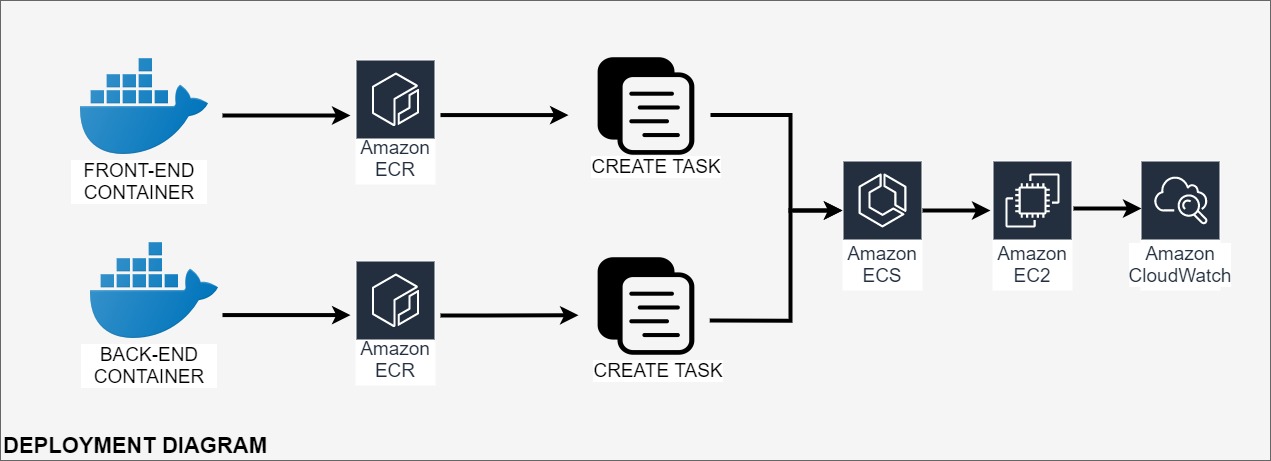 FRONT-END
CONTAINER
Amazon
ECR
CREATE TASK
Amazon
ECS
Amazon
EC2
Amazon
CloudWatch
BACK-END
CONTAINER
Amazon
ECR
CREATE TASK
DEPLOYMENT DIAGRAM